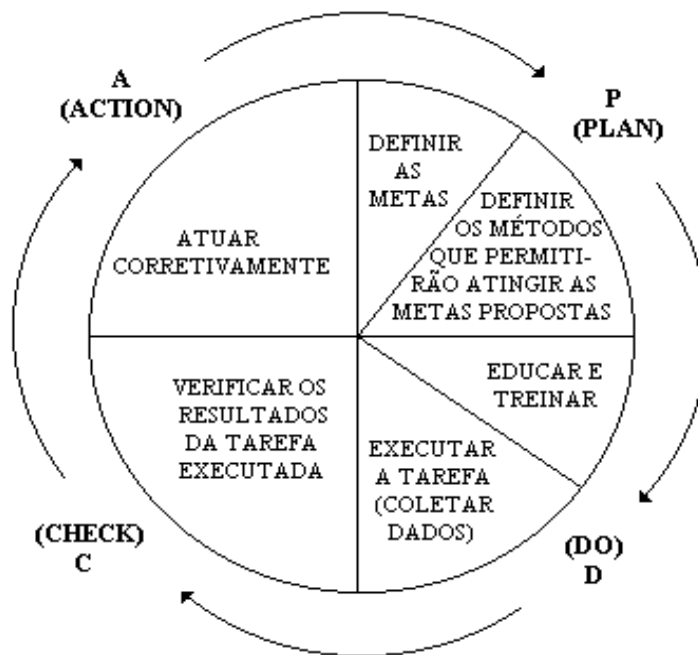 A
(ACTION)
P
(PLAN)
DEFINIR
AS
METAS
DEFINIR
OS MÉTODOS
QUE PERMITI-
RÃO ATINGIR AS
METAS PROPOSTAS
ATUAR
CORRETIVAMENTE
EDUCAR E
TREINAR
VERIFICAR OS
RESULTADOS
DA TAREFA
EXECUTADA
EXECUTAR
A TAREFA
(COLETAR
DADOS)
(CHECK)
C
(DO)
D